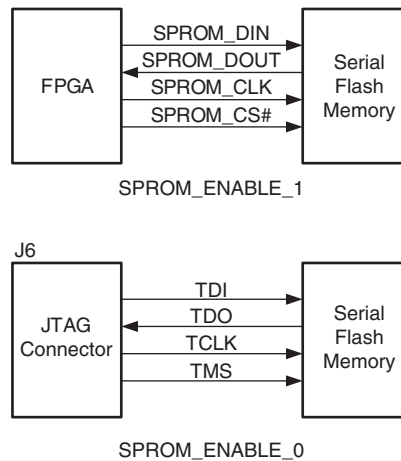 SPROM_DIN
SPROM_DOUT
SPROM_CLK
SPROM_CS#
FPGA
Serial
Flash
Memory
SPROM_ENABLE_1
J6
JTAG
Connector
TDI
TDO
TCLK
TMS
Serial
Flash
Memory
SPROM_ENABLE_0